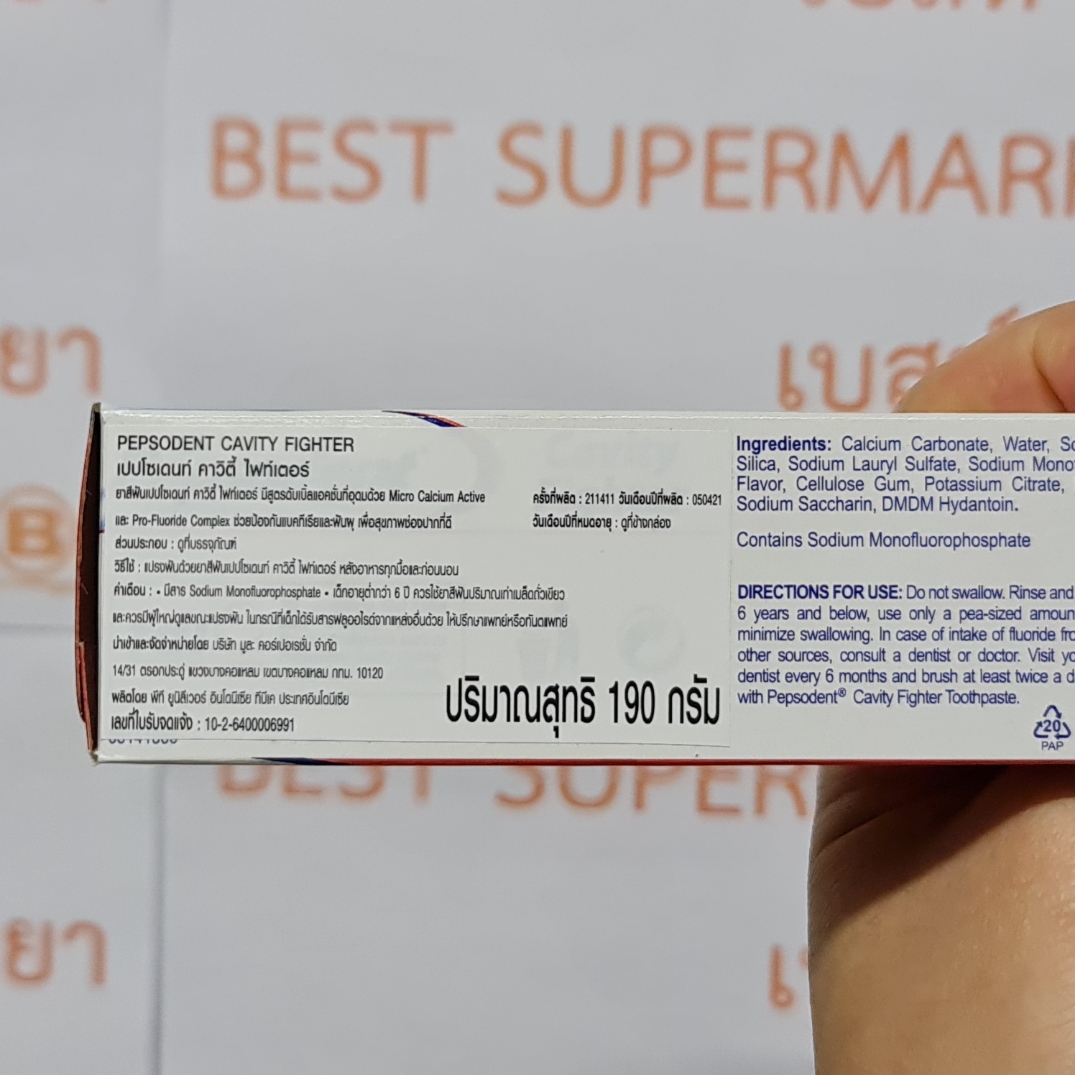 BEST SUPERMAR
ยา
เบส
B
PEPSODENT CAVITY FIGHTER
เปปโซเดนท์ คาวิตี้ ไฟท์เตอร์
ยาสีฟันเปปโซเดนท์ คาวิตี้ ไฟท์เตอร์ มีสูตรดับเบิ้ลแอคชั่นที่อุดมด้วย Micro Calcium Active
และ Pro-Fluoride Complex ช่วยป้องกันแบคทีเรียและฟันผุ เพื่อสุขภาพช่องปากที่ดี
ครั้งที่ผลิต : 211411 วันเดือนปีที่ผลิต : 050421
วันเดือนปีที่หมดอายุ : ดูที่ข้างกล่อง
ส่วนประกอบ : ดูที่บรรจุภัณฑ์
วิธีใช้ : แปรงฟันด้วยยาสีฟันเปปโซเดนท์ คาวิตี้ ไฟท์เตอร์ หลังอาหารทุกมื้อและก่อนนอน
คำเตือน : • มีสาร Sodium Monofluorophosphate • เด็กอายุต่ำกว่า 6 ปี ควรใช้ยาสีฟันปริมาณเท่าเมล็ดถั่วเขียว
และควรมีผู้ใหญ่ดูแลขณะแปรงฟัน ในกรณีที่เด็กได้รับสารฟลูออไรด์จากแหล่งอื่นด้วย ให้ปรึกษาแพทย์หรือทันตแพทย์
นำเข้าและจัดจำหน่ายโดย บริษัท มูละ คอร์เปอเรชั่น จำกัด
14/31 ตรอกประดู่ แขวงบางคอแหลม เขตบางคอแหลม กทม. 10120
ผลิตโดย พีที ยูนิลีเวอร์ อินโดนีเซีย ทีบีเค ประเทศอินโดนีเซีย
เลขที่ใบรับจดแจ้ง : 10-2-6400006991
ปริมาณสุทธิ 190 กรัม
Ingredients: Calcium Carbonate, Water, So
Silica, Sodium Lauryl Sulfate, Sodium Mono
Flavor, Cellulose Gum, Potassium Citrate,
Sodium Saccharin, DMDM Hydantoin.
Contains Sodium Monofluorophosphate
DIRECTIONS FOR USE: Do not swallow. Rinse and
6 years and below, use only a pea-sized amoun
minimize swallowing. In case of intake of fluoride fro
other sources, consult a dentist or doctor. Visit yo
dentist every 6 months and brush at least twice a d
with Pepsodent® Cavity Fighter Toothpaste.
20
PAP
BEST SUPER
ยา
เ